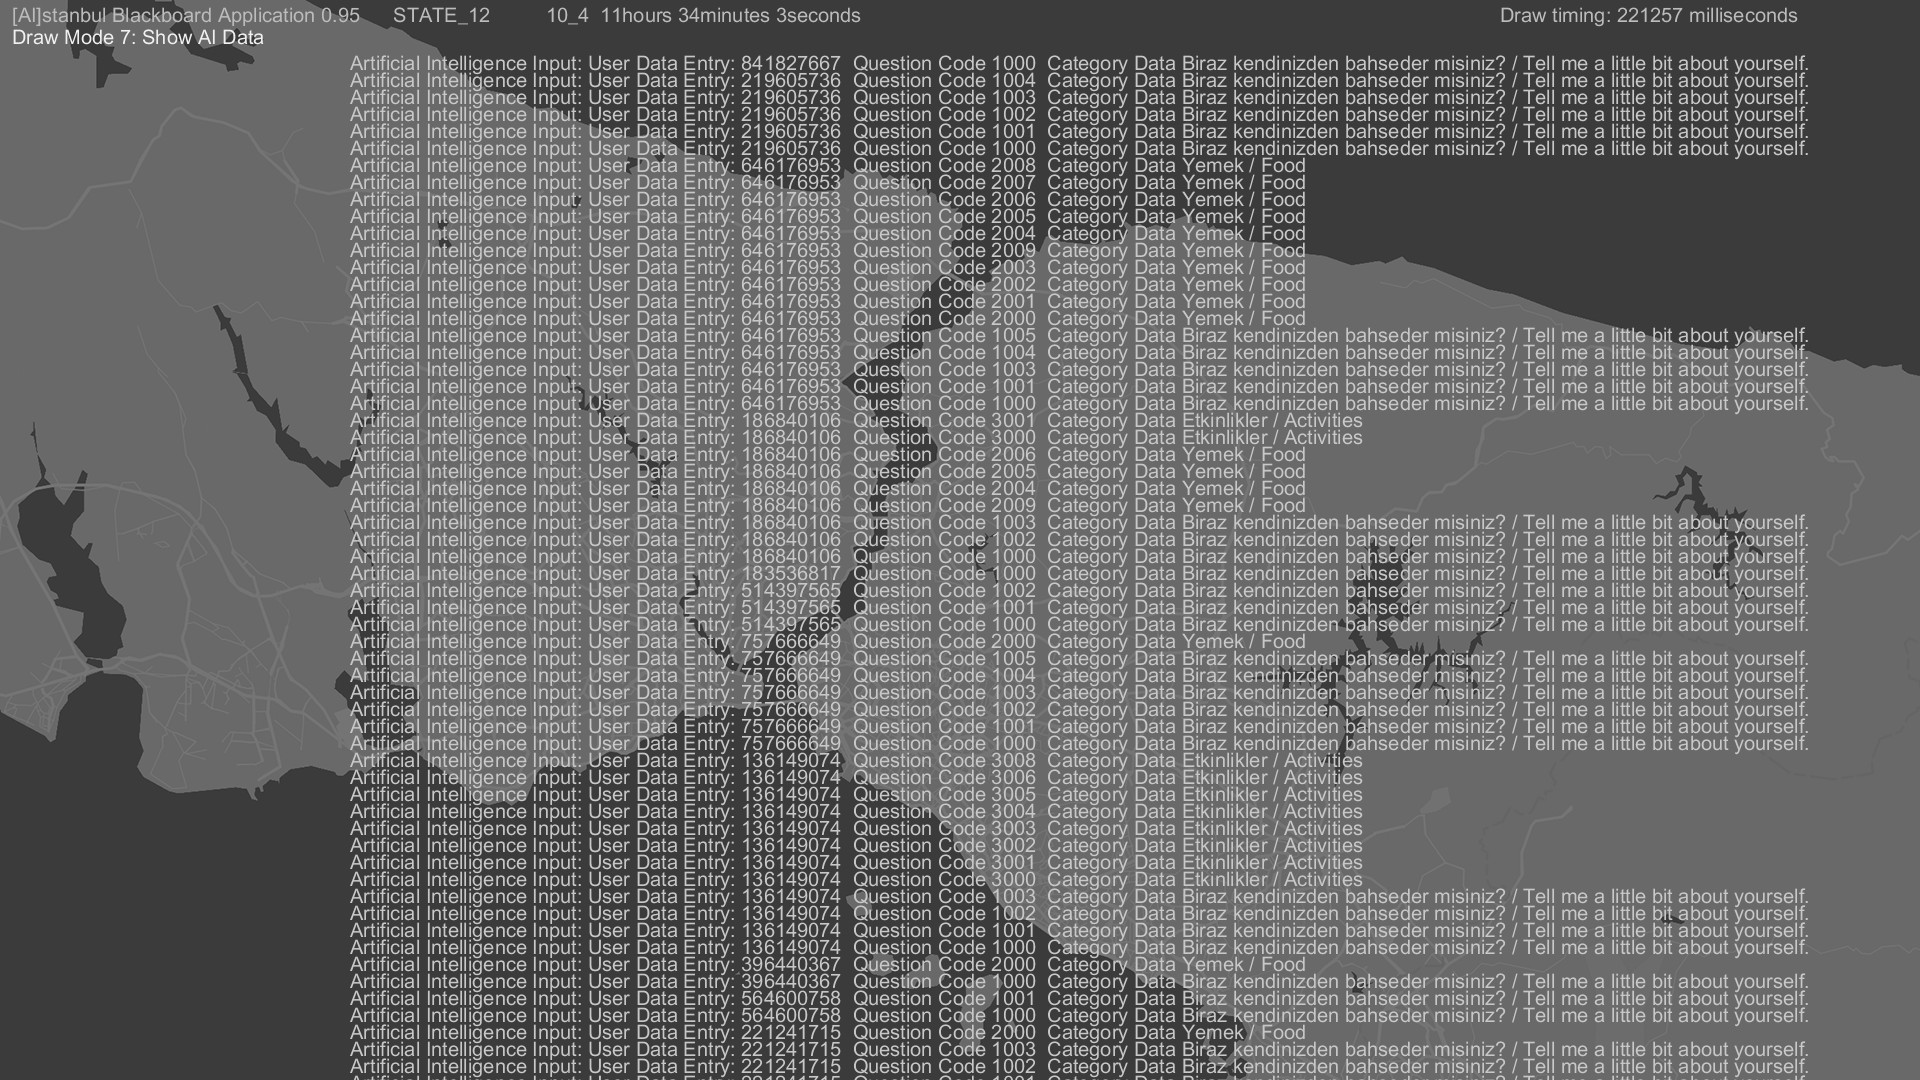 [AI]stanbul Blackboard Application 0.95 STATE_12 10_4 11hours 34minutes 3seconds Draw timing: 221257 milliseconds
Draw Mode 7: Show AI Data
Artificial Intelligence Input: User Data Entry: 841827667 Question Code 1000 Category Data Biraz kendinizden bahseder misiniz? / Tell me a little bit about yourself.
Artificial Intelligence Input: User Data Entry: 219605736 Question Code 1004 Category Data Biraz kendinizden bahseder misiniz? / Tell me a little bit about yourself.
Artificial Intelligence Input: User Data Entry: 219605736 Question Code 1003 Category Data Biraz kendinizden bahseder misiniz? / Tell me a little bit about yourself.
Artificial Intelligence Input: User Data Entry: 219605736 Question Code 1002 Category Data Biraz kendinizden bahseder misiniz? / Tell me a little bit about yourself.
Artificial Intelligence Input: User Data Entry: 219605736 Question Code 1001 Category Data Biraz kendinizden bahseder misiniz? / Tell me a little bit about yourself.
Artificial Intelligence Input: User Data Entry: 219605736 Question Code 1000 Category Data Biraz kendinizden bahseder misiniz? / Tell me a little bit about yourself.
Artificial Intelligence Input: User Data Entry: 646176953 Question Code 2008 Category Data Yemek / Food
Artificial Intelligence Input: User Data Entry: 646176953 Question Code 2007 Category Data Yemek / Food
Artificial Intelligence Input: User Data Entry: 646176953 Question Code 2006 Category Data Yemek / Food
Artificial Intelligence Input: User Data Entry: 646176953 Question Code 2005 Category Data Yemek / Food
Artificial Intelligence Input: User Data Entry: 646176953 Question Code 2004 Category Data Yemek / Food
Artificial Intelligence Input: User Data Entry: 646176953 Question Code 2009 Category Data Yemek / Food
Artificial Intelligence Input: User Data Entry: 646176953 Question Code 2003 Category Data Yemek / Food
Artificial Intelligence Input: User Data Entry: 646176953 Question Code 2002 Category Data Yemek / Food
Artificial Intelligence Input: User Data Entry: 646176953 Question Code 2001 Category Data Yemek / Food
Artificial Intelligence Input: User Data Entry: 646176953 Question Code 2000 Category Data Yemek / Food
Artificial Intelligence Input: User Data Entry: 646176953 Question Code 1005 Category Data Biraz kendinizden bahseder misiniz? / Tell me a little bit about yourself.
Artificial Intelligence Input: User Data Entry: 646176953 Question Code 1004 Category Data Biraz kendinizden bahseder misiniz? / Tell me a little bit about yourself.
Artificial Intelligence Input: User Data Entry: 646176953 Question Code 1003 Category Data Biraz kendinizden bahseder misiniz? / Tell me a little bit about yourself.
Artificial Intelligence Input: User Data Entry: 646176953 Question Code 1001 Category Data Biraz kendinizden bahseder misiniz? / Tell me a little bit about yourself.
Artificial Intelligence Input: User Data Entry: 646176953 Question Code 1000 Category Data Biraz kendinizden bahseder misiniz? / Tell me a little bit about yourself.
Artificial Intelligence Input: User Data Entry: 186840106 Question Code 3001 Category Data Etkinlikler / Activities
Artificial Intelligence Input: User Data Entry: 186840106 Question Code 3000 Category Data Etkinlikler / Activities
Artificial Intelligence Input: User Data Entry: 186840106 Question Code 2006 Category Data Yemek / Food
Artificial Intelligence Input: User Data Entry: 186840106 Question Code 2005 Category Data Yemek / Food
Artificial Intelligence Input: User Data Entry: 186840106 Question Code 2004 Category Data Yemek / Food
Artificial Intelligence Input: User Data Entry: 186840106 Question Code 2009 Category Data Yemek / Food
Artificial Intelligence Input: User Data Entry: 186840106 Question Code 1003 Category Data Biraz kendinizden bahseder misiniz? / Tell me a little bit about yourself.
Artificial Intelligence Input: User Data Entry: 186840106 Question Code 1002 Category Data Biraz kendinizden bahseder misiniz? / Tell me a little bit about yourself.
Artificial Intelligence Input: User Data Entry: 186840106 Question Code 1000 Category Data Biraz kendinizden bahseder misiniz? / Tell me a little bit about yourself.
Artificial Intelligence Input: User Data Entry: 183536817 Question Code 1000 Category Data Biraz kendinizden bahseder misiniz? / Tell me a little bit about yourself.
Artificial Intelligence Input: User Data Entry: 514397565 Question Code 1002 Category Data Biraz kendinizden bahseder misiniz? / Tell me a little bit about yourself.
Artificial Intelligence Input: User Data Entry: 514397565 Question Code 1001 Category Data Biraz kendinizden bahseder misiniz? / Tell me a little bit about yourself.
Artificial Intelligence Input: User Data Entry: 514397565 Question Code 1000 Category Data Biraz kendinizden bahseder misiniz? / Tell me a little bit about yourself.
Artificial Intelligence Input: User Data Entry: 757666649 Question Code 2000 Category Data Yemek / Food
Artificial Intelligence Input: User Data Entry: 757666649 Question Code 1005 Category Data Biraz kendinizden bahseder misiniz? / Tell me a little bit about yourself.
Artificial Intelligence Input: User Data Entry: 757666649 Question Code 1004 Category Data Biraz kendinizden bahseder misiniz? / Tell me a little bit about yourself.
Artificial Intelligence Input: User Data Entry: 757666649 Question Code 1003 Category Data Biraz kendinizden bahseder misiniz? / Tell me a little bit about yourself.
Artificial Intelligence Input: User Data Entry: 757666649 Question Code 1002 Category Data Biraz kendinizden bahseder misiniz? / Tell me a little bit about yourself.
Artificial Intelligence Input: User Data Entry: 757666649 Question Code 1001 Category Data Biraz kendinizden bahseder misiniz? / Tell me a little bit about yourself.
Artificial Intelligence Input: User Data Entry: 757666649 Question Code 1000 Category Data Biraz kendinizden bahseder misiniz? / Tell me a little bit about yourself.
Artificial Intelligence Input: User Data Entry: 136149074 Question Code 3008 Category Data Etkinlikler / Activities
Artificial Intelligence Input: User Data Entry: 136149074 Question Code 3006 Category Data Etkinlikler / Activities
Artificial Intelligence Input: User Data Entry: 136149074 Question Code 3005 Category Data Etkinlikler / Activities
Artificial Intelligence Input: User Data Entry: 136149074 Question Code 3004 Category Data Etkinlikler / Activities
Artificial Intelligence Input: User Data Entry: 136149074 Question Code 3003 Category Data Etkinlikler / Activities
Artificial Intelligence Input: User Data Entry: 136149074 Question Code 3002 Category Data Etkinlikler / Activities
Artificial Intelligence Input: User Data Entry: 136149074 Question Code 3001 Category Data Etkinlikler / Activities
Artificial Intelligence Input: User Data Entry: 136149074 Question Code 3000 Category Data Etkinlikler / Activities
Artificial Intelligence Input: User Data Entry: 136149074 Question Code 1003 Category Data Biraz kendinizden bahseder misiniz? / Tell me a little bit about yourself.
Artificial Intelligence Input: User Data Entry: 136149074 Question Code 1002 Category Data Biraz kendinizden bahseder misiniz? / Tell me a little bit about yourself.
Artificial Intelligence Input: User Data Entry: 136149074 Question Code 1001 Category Data Biraz kendinizden bahseder misiniz? / Tell me a little bit about yourself.
Artificial Intelligence Input: User Data Entry: 136149074 Question Code 1000 Category Data Biraz kendinizden bahseder misiniz? / Tell me a little bit about yourself.
Artificial Intelligence Input: User Data Entry: 396440367 Question Code 2000 Category Data Yemek / Food
Artificial Intelligence Input: User Data Entry: 396440367 Question Code 1000 Category Data Biraz kendinizden bahseder misiniz? / Tell me a little bit about yourself.
Artificial Intelligence Input: User Data Entry: 564600758 Question Code 1001 Category Data Biraz kendinizden bahseder misiniz? / Tell me a little bit about yourself.
Artificial Intelligence Input: User Data Entry: 564600758 Question Code 1000 Category Data Biraz kendinizden bahseder misiniz? / Tell me a little bit about yourself.
Artificial Intelligence Input: User Data Entry: 221241715 Question Code 2000 Category Data Yemek / Food
Artificial Intelligence Input: User Data Entry: 221241715 Question Code 1003 Category Data Biraz kendinizden bahseder misiniz? / Tell me a little bit about yourself.
Artificial Intelligence Input: User Data Entry: 221241715 Question Code 1002 Category Data Biraz kendinizden bahseder misiniz? / Tell me a little bit about yourself.